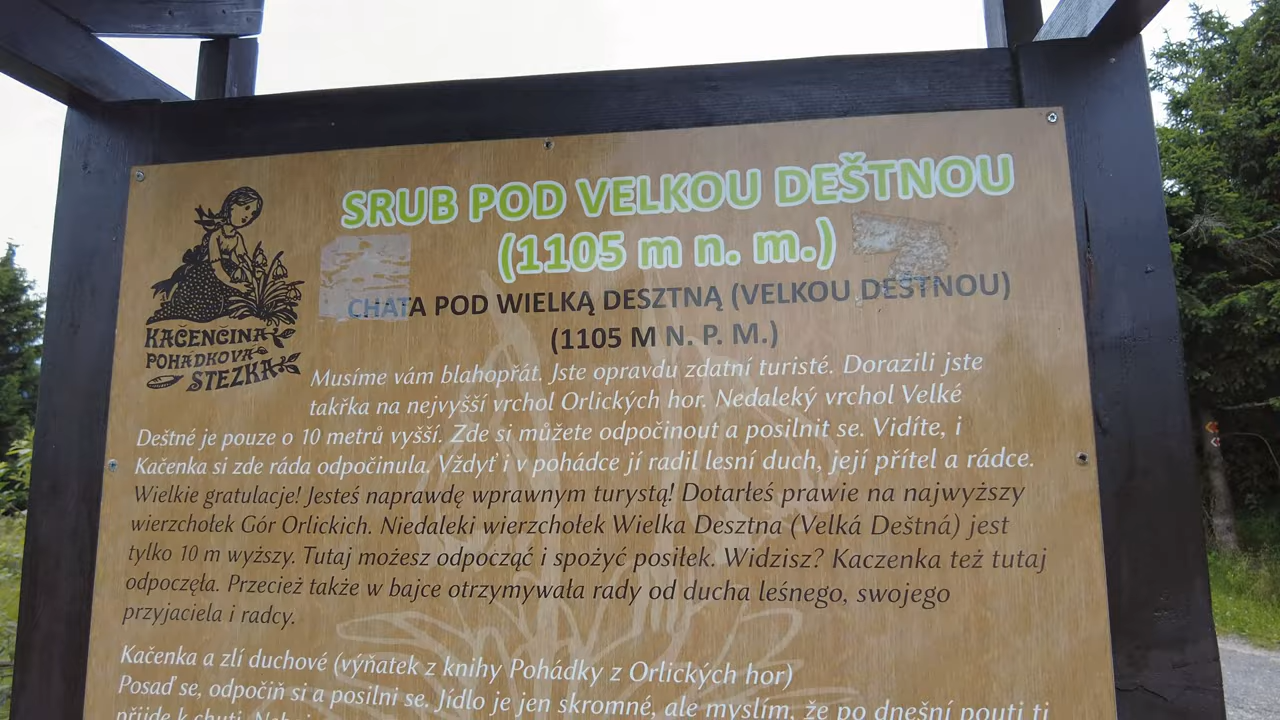 SRUB POD VELKOU DEŠTNOU
(1105 m n. m.)
CHATA POD WIELKĄ DESZTNĄ (VELKOU DEŠTNOU)
(1105 M N. P. M.)
KAČENČINA
POHÁDKOVÁ
STEZKA
Musíme vám blahopřát. Jste opravdu zdatní turisté. Dorazili jste
takřka na nejvyšší vrchol Orlických hor. Nedaleký vrchol Velké
Deštné je pouze o 10 metrů vyšší. Zde si můžete odpočinout a posilnit se. Vidíte, i
Kačenka si zde ráda odpočinula. Vždyť i v pohádce jí radil lesní duch, její přítel a rádce.
Wielkie gratulacje! Jesteś naprawdę wprawnym turystą! Dotarłeś prawie na najwyższy
wierzchołek Gór Orlickich. Niedaleki wierzchołek Wielka Desztna (Velká Deštná) jest
tylko 10 m wyższy. Tutaj możesz odpocząć i spożyć posiłek. Widzisz? Kaczenka też tutaj
odpoczęła. Przecież także w bajce otrzymywała rady od ducha leśnego, swojego
przyjaciela i radcy.
Kačenka a zlí duchové (výňatek z knihy Pohádky z Orlických hor)
Posaď se, odpočiň si a posilni se. Jídlo je jen skromné, ale myslím, že po dnešní pouti ti
přijde k chuti.